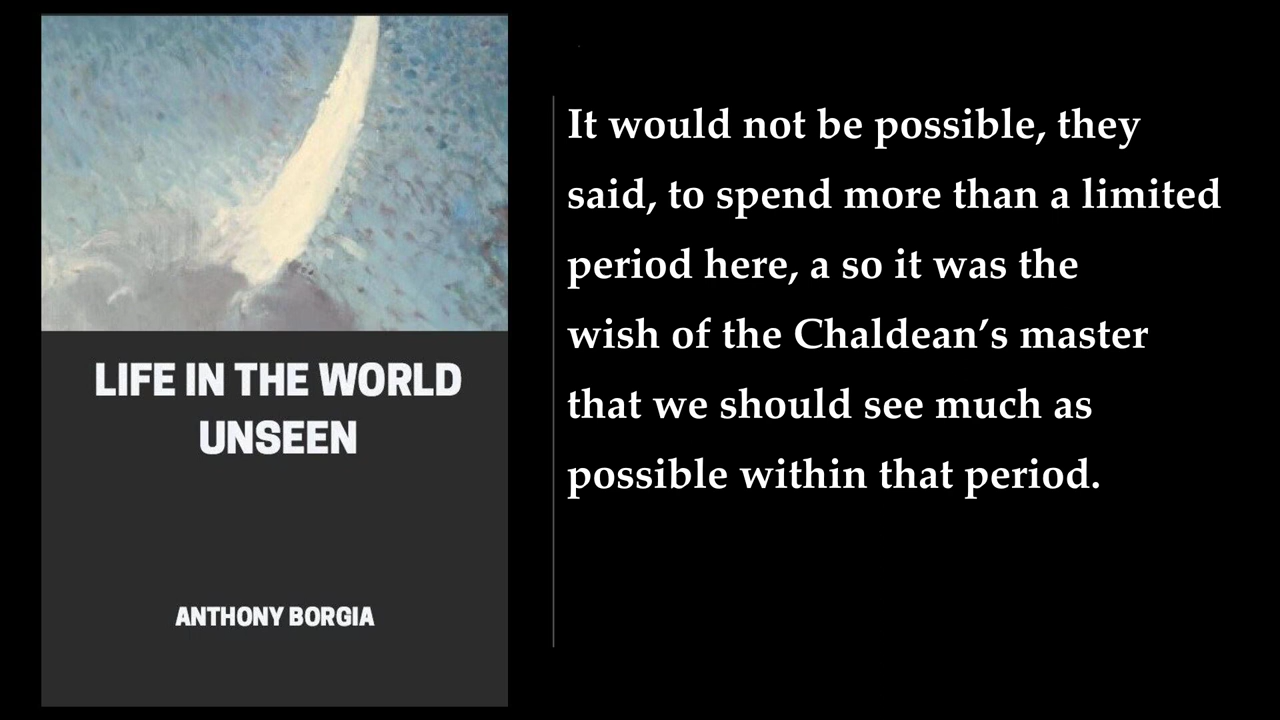 LIFE IN THE WORLD
UNSEEN
ANTHONY BORGIA
It would not be possible, they
said, to spend more than a limited
period here, a so it was the
wish of the Chaldean’s master
that we should see much as
possible within that period.